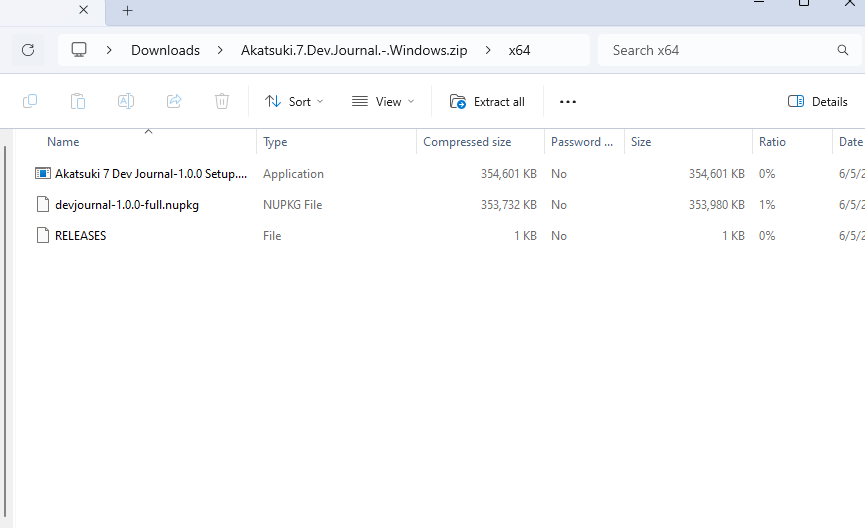 Downloads > Akatsuki.7.Dev.Journal.-.Windows.zip > x64 Search x64
Sort View Extract all ... Details
Name Type Compressed size Password ... Size Ratio Date
Akatsuki 7 Dev Journal-1.0.0 Setup.... Application 354,601 KB No 354,601 KB 0% 6/5/2
devjournal-1.0.0-full.nupkg NUPKG File 353,732 KB No 353,980 KB 1% 6/5/2
RELEASES File 1 KB No 1 KB 0% 6/5/2